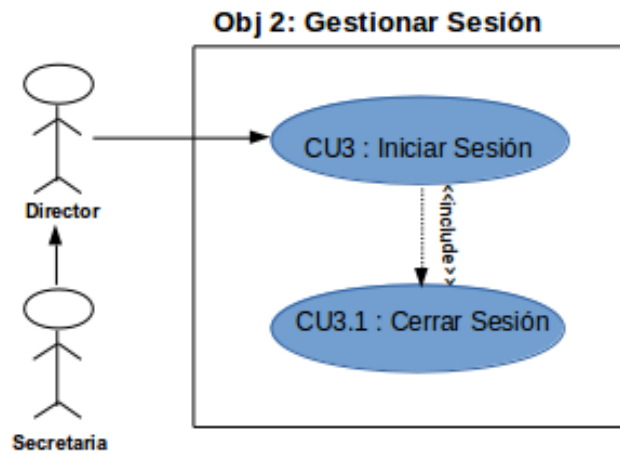 Obj 2: Gestionar Sesión
CU3 : Iniciar Sesión
Director
<<include>>
CU3.1 : Cerrar Sesión
Secretaria